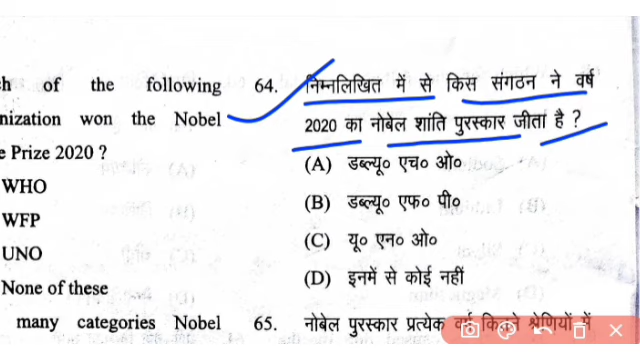 of the following
nization won the Nobel
e Prize 2020 ?
WHO
WFP
UNO
None of these
many categories Nobel
64. निम्नलिखित में से किस संगठन ने वर्ष
2020 का नोबेल शांति पुरस्कार जीता है ?
(A) डब्ल्यू० एच० ओ०
(B) डब्ल्यू० एफ० पी०
(C) यू० एन० ओ०
(D) इनमें से कोई नहीं
65. नोबेल पुरस्कार प्रत्येक वर्ष कितने श्रेणियों में